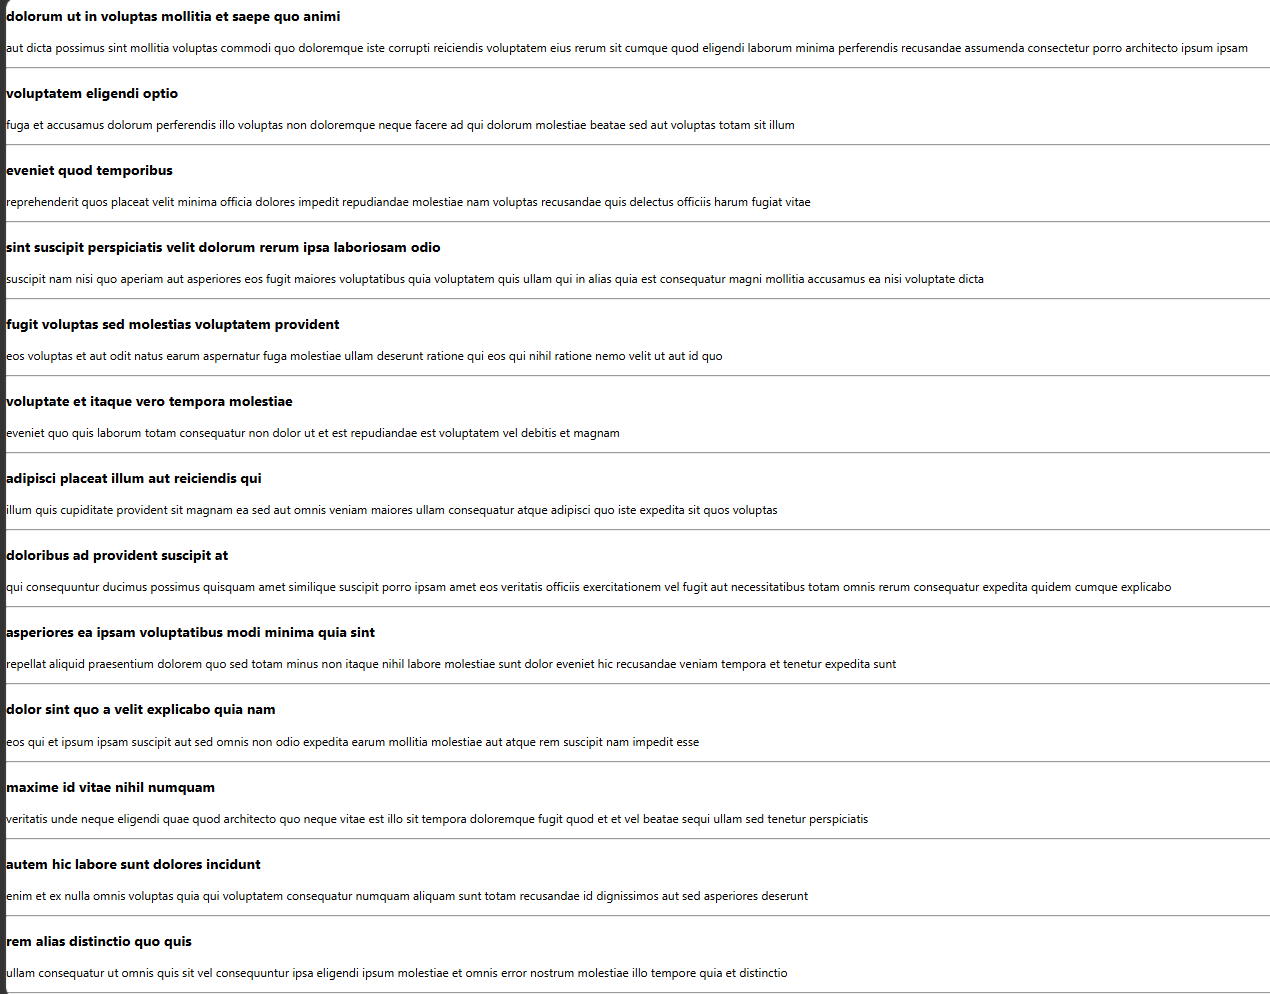 dolorum ut in voluptas mollitia et saepe quo animi
aut dicta possimus sint mollitia voluptas commodi quo doloremque iste corrupti reiciendis voluptatem eius rerum sit cumque quod eligendi laborum minima perferendis recusandae assumenda consectetur porro architecto ipsum ipsam
voluptatem eligendi optio
fuga et accusamus dolorum perferendis illo voluptas non doloremque neque facere ad qui dolorum molestiae beatae sed aut voluptas totam sit illum
eveniet quod temporibus
reprehenderit quos placeat velit minima officia dolores impedit repudiandae molestiae nam voluptas recusandae quis delectus officiis harum fugiat vitae
sint suscipit perspiciatis velit dolorum rerum ipsa laboriosam odio
suscipit nam nisi quo aperiam aut asperiores eos fugit maiores voluptatibus quia voluptatem quis ullam qui in alias quia est consequatur magni mollitia accusamus ea nisi voluptate dicta
fugit voluptas sed molestias voluptatem provident
eos voluptas et aut odit natus earum aspernatur fuga molestiae ullam deserunt ratione qui eos qui nihil ratione nemo velit ut aut id quo
voluptate et itaque vero tempora molestiae
eveniet quo quis laborum totam consequatur non dolor ut et est repudiandae est voluptatem vel debitis et magnam
adipisci placeat illum aut reiciendis qui
illum quis cupiditate provident sit magnam ea sed aut omnis veniam maiores ullam consequatur atque adipisci quo iste expedita sit quos voluptas
doloribus ad provident suscipit at
qui consequuntur ducimus possimus quisquam amet similique suscipit porro ipsam amet eos veritatis officiis exercitationem vel fugit aut necessitatibus totam omnis rerum consequatur expedita quidem cumque explicabo
asperiores ea ipsam voluptatibus modi minima quia sint
repellat aliquid praesentium dolorem quo sed totam minus non itaque nihil labore molestiae sunt dolor eveniet hic recusandae veniam tempora et tenetur expedita sunt
dolor sint quo a velit explicabo quia nam
eos qui et ipsum ipsam suscipit aut sed omnis non odio expedita earum mollitia molestiae aut atque rem suscipit nam impedit esse
maxime id vitae nihil numquam
veritatis unde neque eligendi quae quod architecto quo neque vitae est illo sit tempora doloremque fugit quod et et vel beatae sequi ullam sed tenetur perspiciatis
autem hic labore sunt dolores incidunt
enim et ex nulla omnis voluptas quia qui voluptatem consequatur numquam aliquam sunt totam recusandae id dignissimos aut sed asperiores deserunt
rem alias distinctio quo quis
ullam consequatur ut omnis quis sit vel consequuntur ipsa eligendi ipsum molestiae et omnis error nostrum molestiae illo tempore quia et distinctio